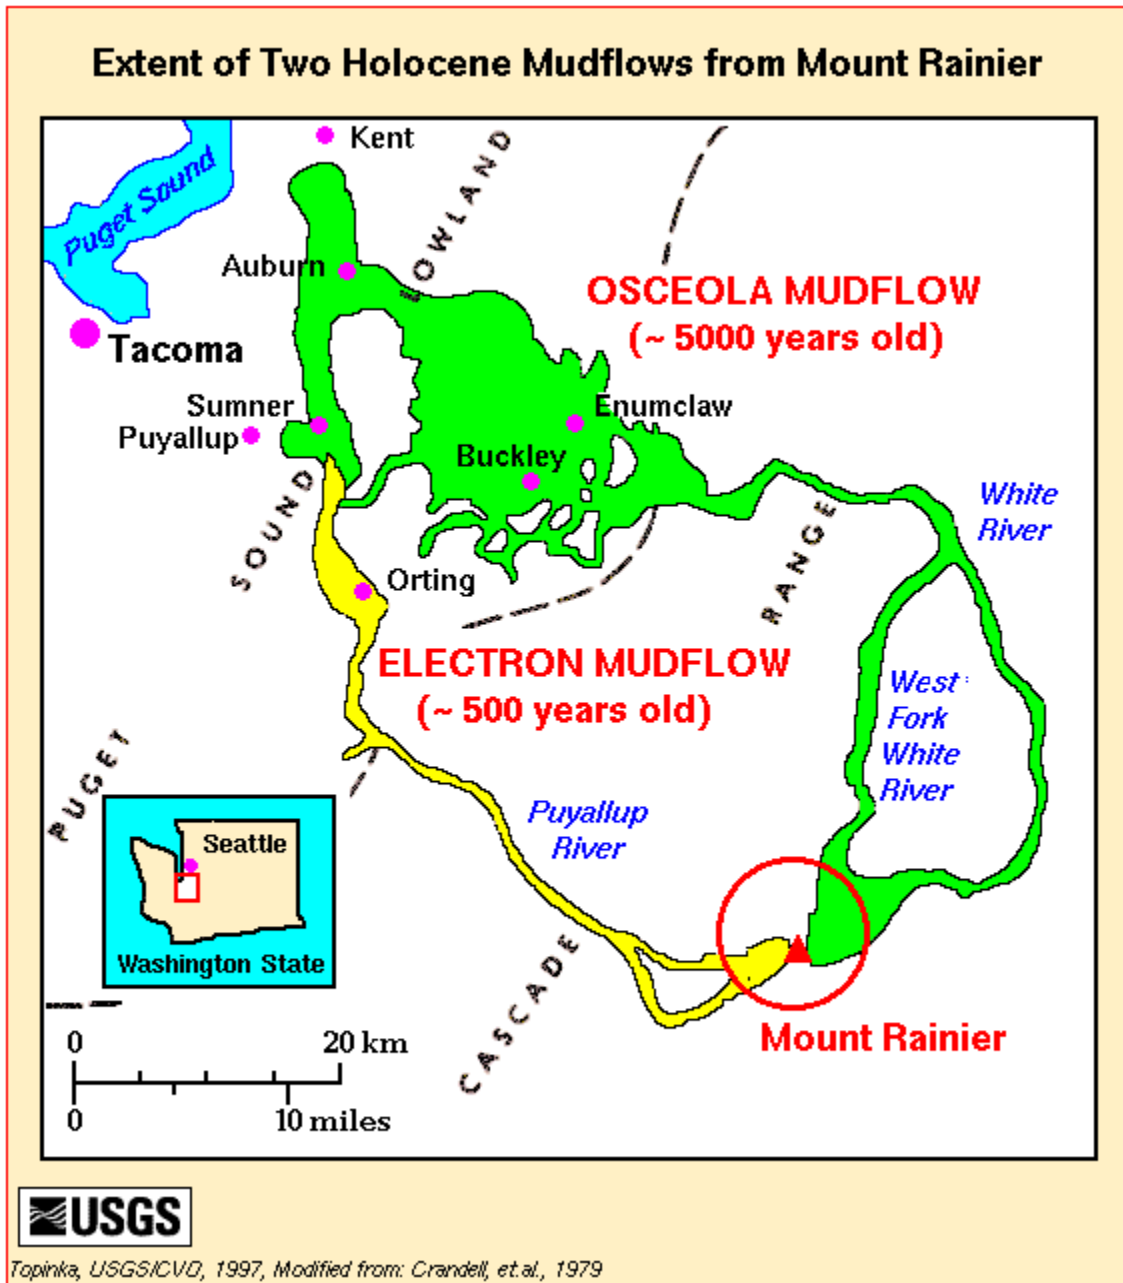 Extent of Two Holocene Mudflows from Mount Rainier
Kent
Puget Sound
LOWLAND
Auburn
OSCEOLA MUDFLOW
(~ 5000 years old)
Tacoma
Sumner
Enumclaw
Puyallup
Buckley
White
River
SOUND
RANGE
Orting
ELECTRON MUDFLOW
(~ 500 years old)
West
Fork
White
River
PUGET
Puyallup
River
Seattle
Washington State
CASCADE
Mount Rainier
0 20 km
0 10 miles
USGS
Topinka, USGS/CVO, 1997, Modified from: Crandell, et.al., 1979